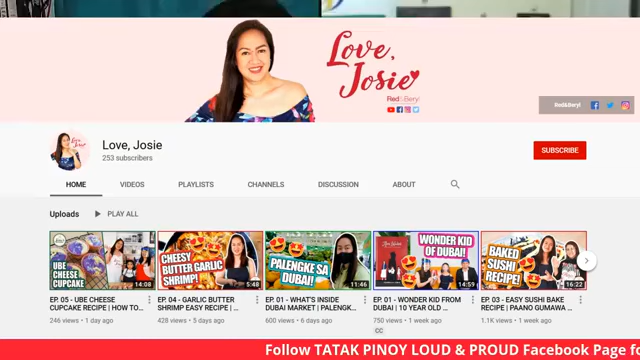 Love,
Josie
Red&Beryl
Red&Beryl
Love, Josie
253 subscribers
SUBSCRIBE
HOME
VIDEOS
PLAYLISTS
CHANNELS
DISCUSSION
ABOUT
Uploads
PLAY ALL
UBE
CHEESE
CUPCAKE
14:08
CHEESY
BUTTER GARLIC
SHRIMP!
5:48
PALENGKE SA
DUBAI!
11:46
WONDER KID
OF DUBAI!
14:59
BAKED
SUSHI
RECIPE!
16:22
EP. 05 - UBE CHEESE
CUPCAKE RECIPE | HOW TO...
246 views • 1 day ago
EP. 04 - GARLIC BUTTER
SHRIMP EASY RECIPE | ...
428 views • 5 days ago
EP. 01 - WHAT'S INSIDE
DUBAI MARKET | PALENGK...
600 views • 6 days ago
EP. 01 - WONDER KID FROM
DUBAI | 10 YEAR OLD ...
750 views • 1 week ago
CC
EP. 03 - EASY SUSHI BAKE
RECIPE | PAANO GUMAWA ...
1.1K views • 1 week ago
Follow TATAK PINOY LOUD & PROUD Facebook Page fo